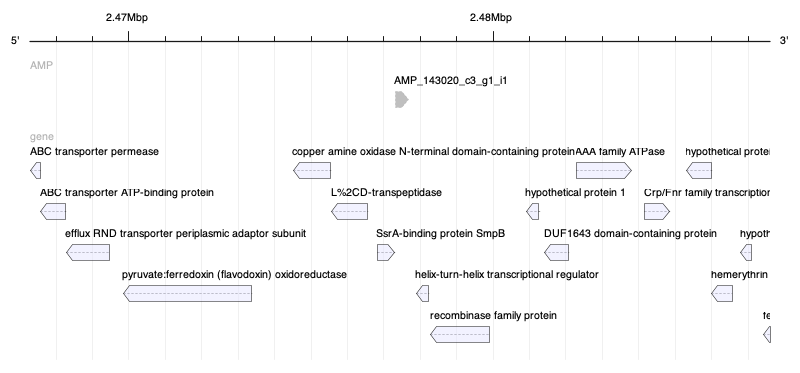 2.47Mbp 2.48Mbp
5' 3'
AMP
AMP_143020_c3_g1_i1
gene
ABC transporter permease copper amine oxidase N-terminal domain-containing protein AAA family ATPase hypothetical protei
ABC transporter ATP-binding protein L%2CD-transpeptidase hypothetical protein 1 Crp/Fnr family transcription
efflux RND transporter periplasmic adaptor subunit SsrA-binding protein SmpB DUF1643 domain-containing protein hypoth
pyruvate:ferredoxin (flavodoxin) oxidoreductase helix-turn-helix transcriptional regulator hemerythrin
recombinase family protein fe